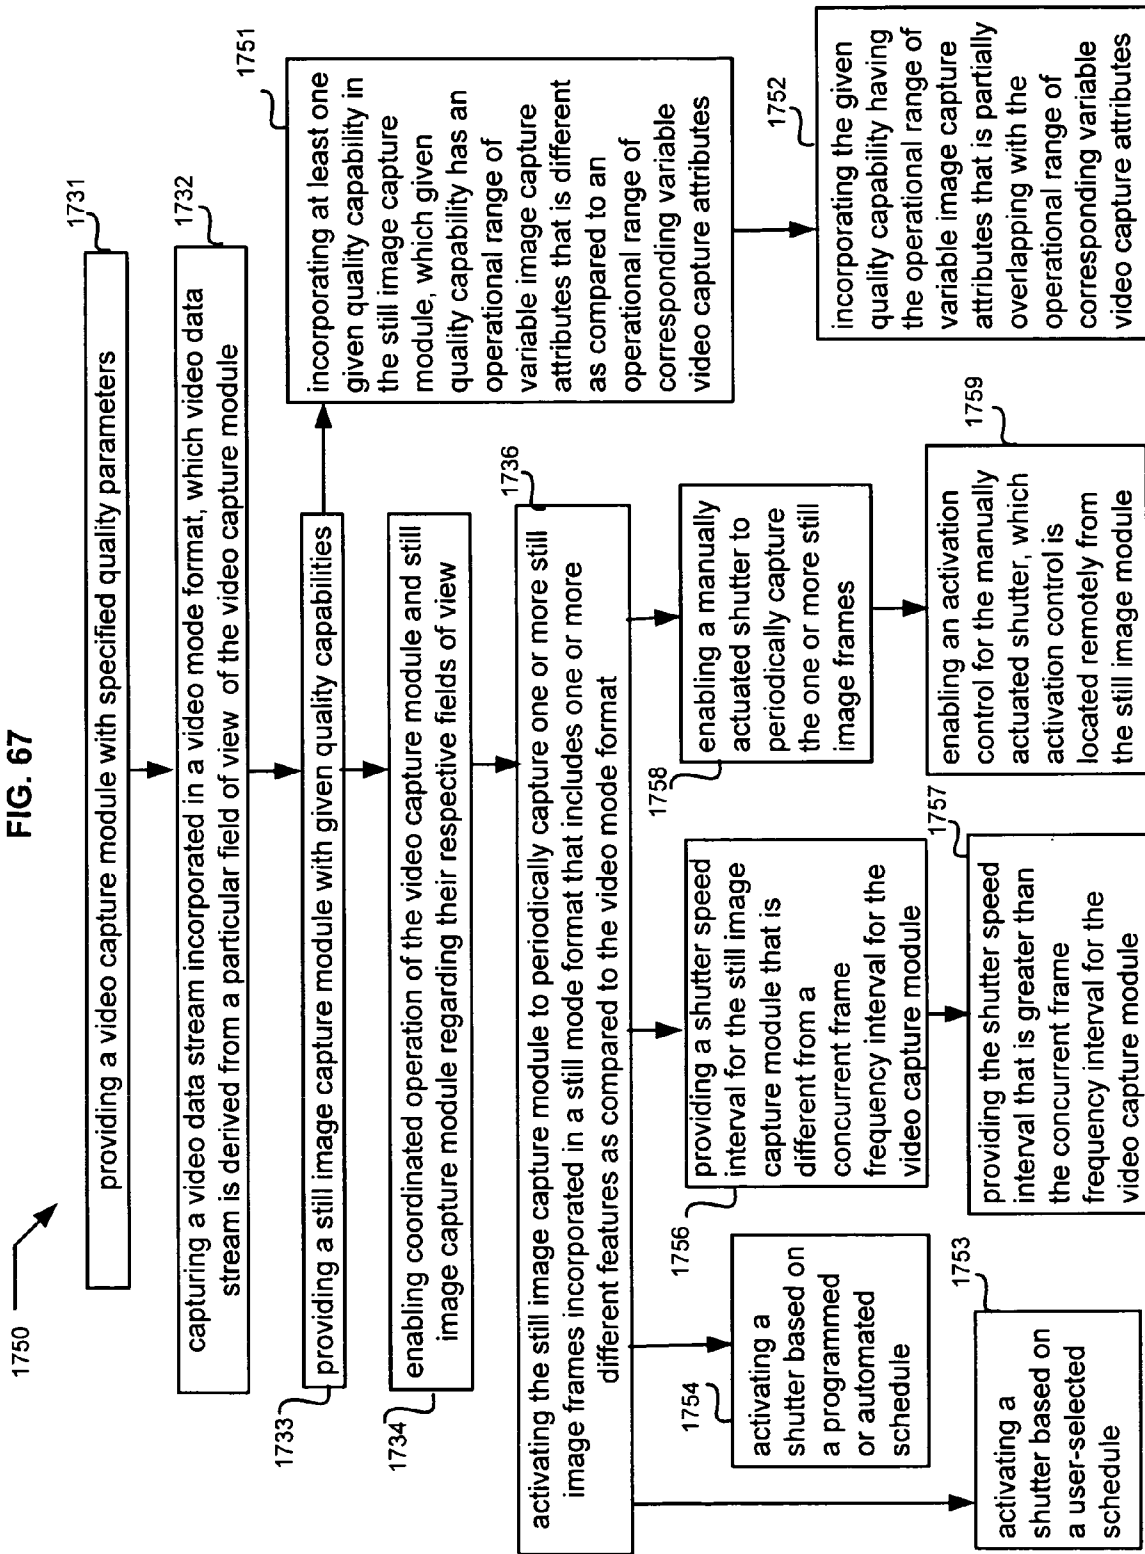 FIG. 67
1750
1731
providing a video capture module with specified quality parameters
1732
capturing a video data stream incorporated in a video mode format, which video data
stream is derived from a particular field of view of the video capture module
1733
providing a still image capture module with given quality capabilities
1734
enabling coordinated operation of the video capture module and still
image capture module regarding their respective fields of view
1736
activating the still image capture module to periodically capture one or more still
image frames incorporated in a still mode format that includes one or more
different features as compared to the video mode format
1751
incorporating at least one
given quality capability in
the still image capture
module, which given
quality capability has an
operational range of
variable image capture
attributes that is different
as compared to an
operational range of
corresponding variable
video capture attributes
1752
incorporating the given
quality capability having
the operational range of
variable image capture
attributes that is partially
overlapping with the
operational range of
corresponding variable
video capture attributes
1753
activating a
shutter based on
a user-selected
schedule
1754
activating a
shutter based on
a programmed
or automated
schedule
1756
providing a shutter speed
interval for the still image
capture module that is
different from a
concurrent frame
frequency interval for the
video capture module
1757
providing the shutter speed
interval that is greater than
the concurrent frame
frequency interval for the
video capture module
1758
enabling a manually
actuated shutter to
periodically capture
the one or more still
image frames
1759
enabling an activation
control for the manually
actuated shutter, which
activation control is
located remotely from
the still image module